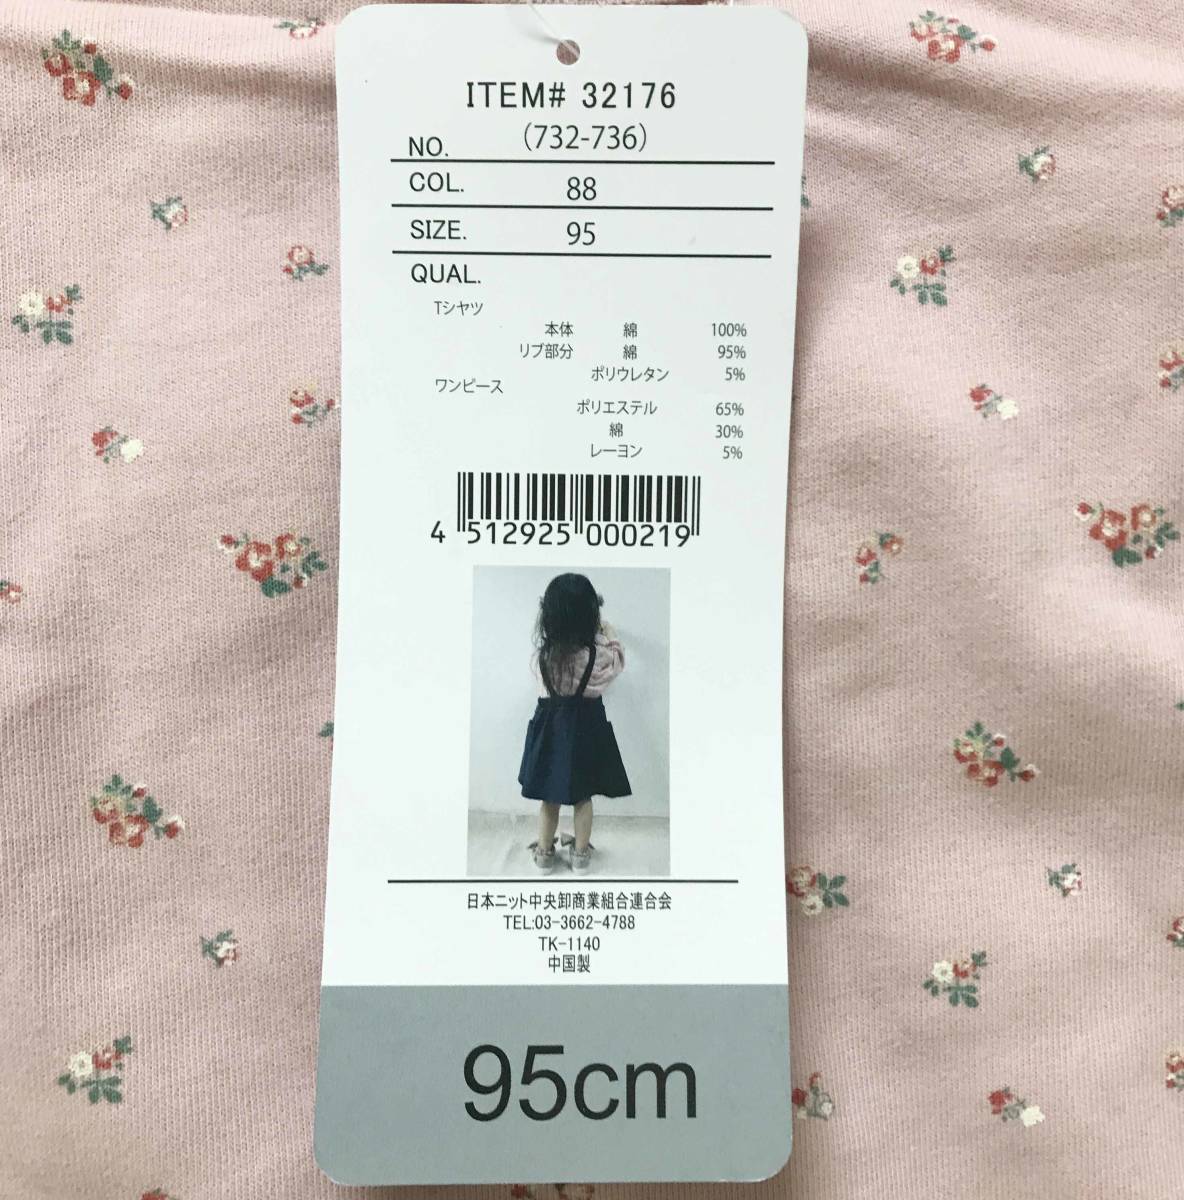 ITEM# 32176
NO. (732-736)
COL. 88
SIZE. 95
QUAL.
Tシャツ
本体 綿 100%
リブ部分 綿 95%
ポリウレタン 5%
ワンピース
ポリエステル 65%
綿 30%
レーヨン 5%
4 512925 000219
日本ニット中央卸商業組合連合会
TEL:03-3662-4788
TK-1140
中国製
95cm